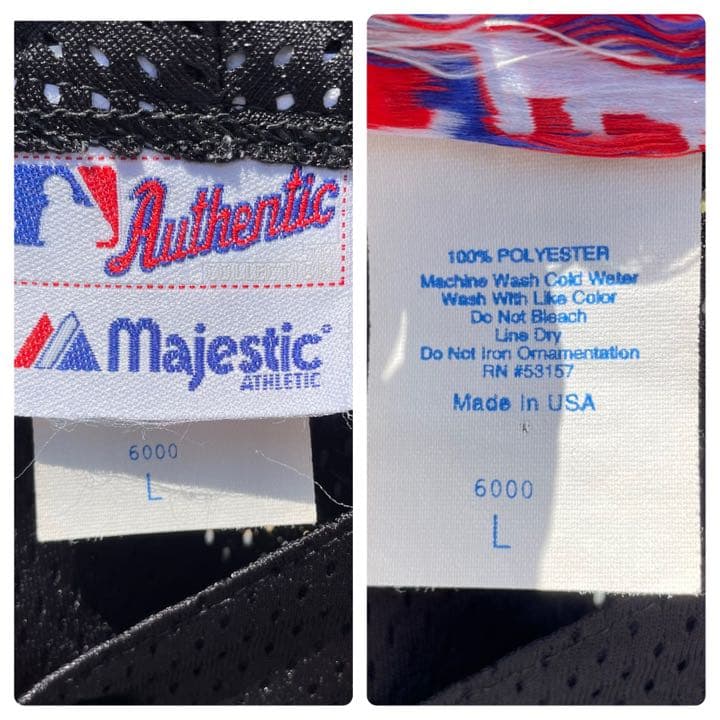 Authentic
COLLECTION
Majestic
ATHLETIC
6000
L
100% POLYESTER
Machine Wash Cold Water
Wash With Like Color
Do Not Bleach
Line Dry
Do Not Iron Ornamentation
RN #53157
Made In USA
6000
L